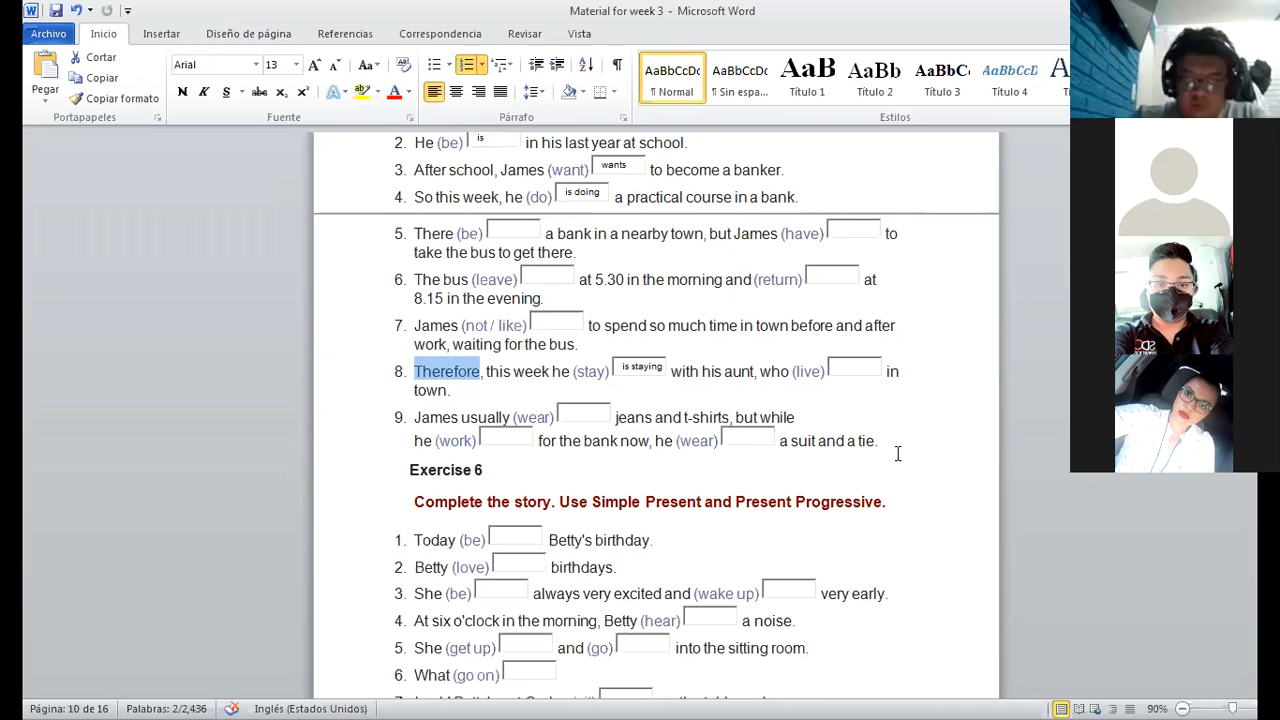 Material for week 3 - Microsoft Word
Archivo Inicio Insertar Diseño de página Referencias Correspondencia Revisar Vista
Pegar
Cortar
Copiar
Copiar formato
Portapapeles
Arial 13
N K S abc
Fuente
Párrafo
AaBbCcDc AaBbCcDc AaB AaBb AaBbC AaBbCcDc
¶ Normal ¶ Sin espa... Título 1 Título 2 Título 3 Título 4
Estilos
2. He (be) is in his last year at school.
3. After school, James (want) wants to become a banker.
4. So this week, he (do) is doing a practical course in a bank.
5. There (be) a bank in a nearby town, but James (have) to
take the bus to get there.
6. The bus (leave) at 5.30 in the morning and (return) at
8.15 in the evening.
7. James (not / like) to spend so much time in town before and after
work, waiting for the bus.
8. Therefore, this week he (stay) is staying with his aunt, who (live) in
town.
9. James usually (wear) jeans and t-shirts, but while
he (work) for the bank now, he (wear) a suit and a tie.
Exercise 6
Complete the story. Use Simple Present and Present Progressive.
1. Today (be) Betty's birthday.
2. Betty (love) birthdays.
3. She (be) always very excited and (wake up) very early.
4. At six o'clock in the morning, Betty (hear) a noise.
5. She (get up) and (go) into the sitting room.
6. What (go on)
SDC
Página: 10 de 16 Palabras: 2/2,436 Inglés (Estados Unidos) 90%